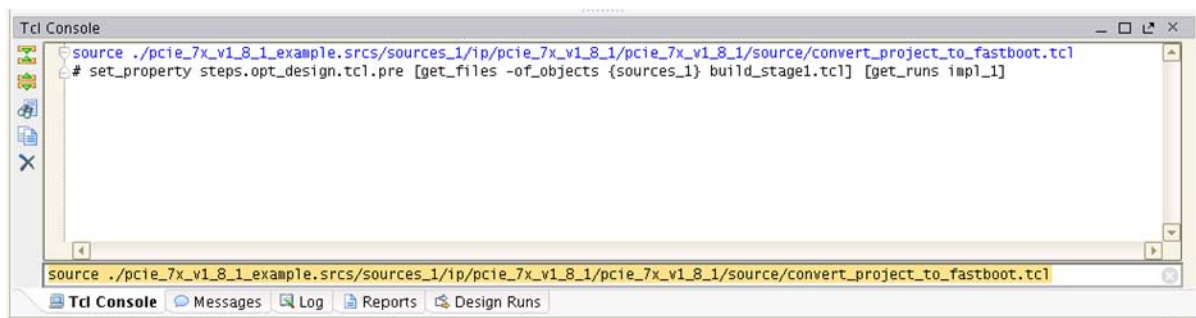 Tcl Console
source ./pcie_7x_v1_8_1_example.srcs/sources_1/ip/pcie_7x_v1_8_1/pcie_7x_v1_8_1/source/convert_project_to_fastboot.tcl
# set_property steps.opt_design.tcl.pre [get_files -of_objects {sources_1} build_stage1.tcl] [get_runs impl_1]
source ./pcie_7x_v1_8_1_example.srcs/sources_1/ip/pcie_7x_v1_8_1/pcie_7x_v1_8_1/source/convert_project_to_fastboot.tcl
Tcl Console Messages Log Reports Design Runs